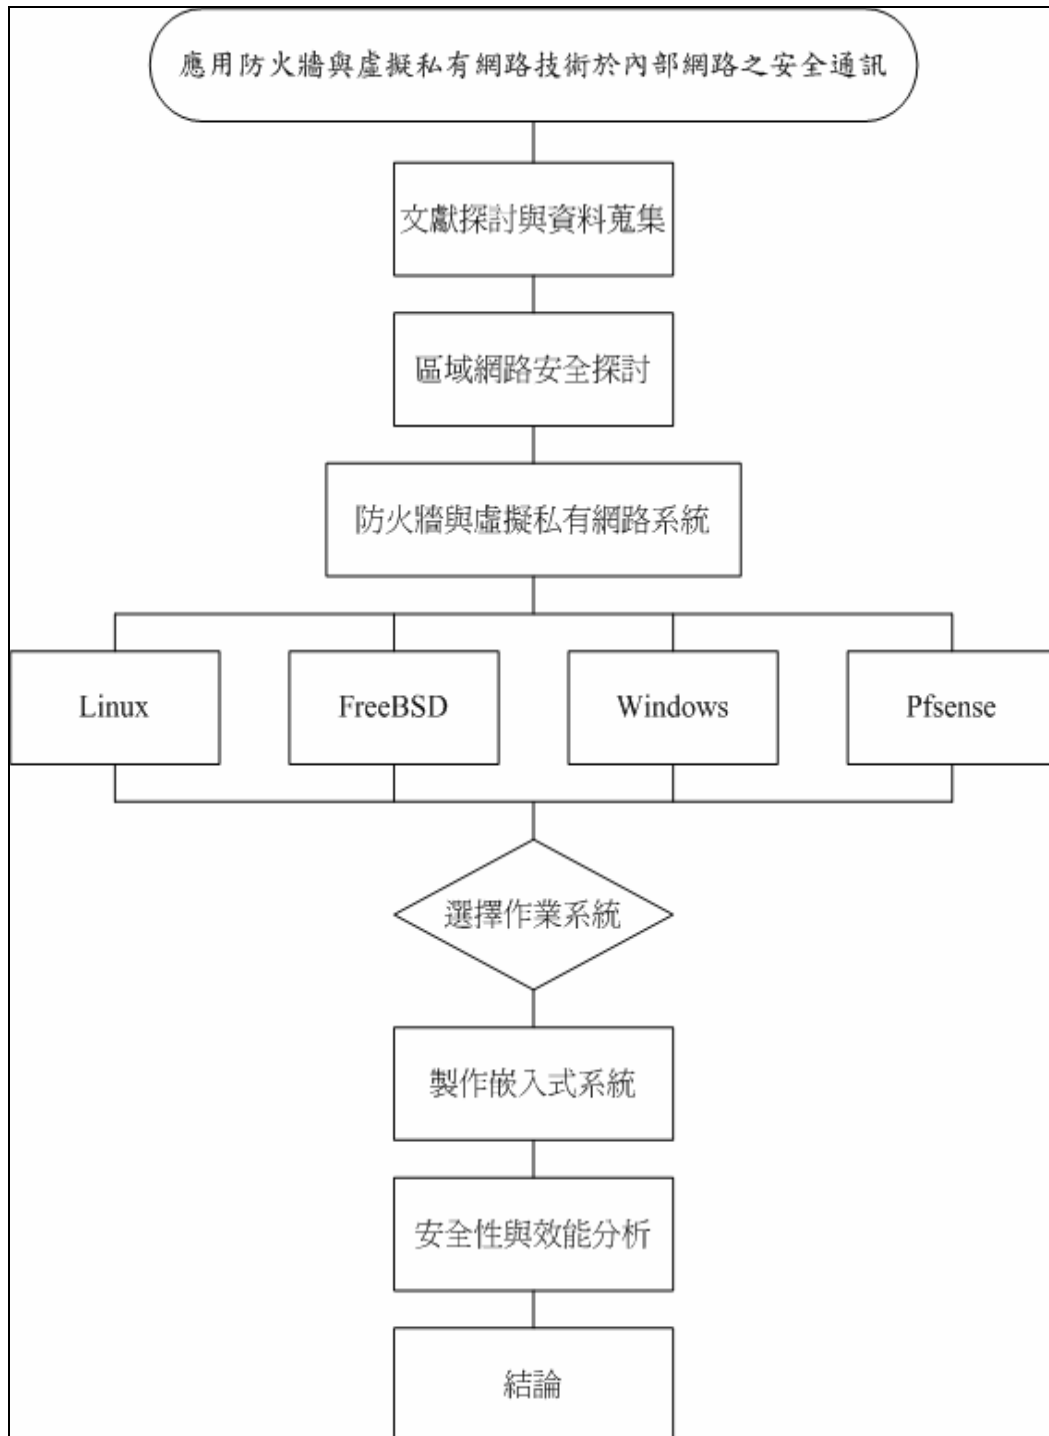 應用防火牆與虛擬私有網路技術於內部網路之安全通訊
文獻探討與資料蒐集
區域網路安全探討
防火牆與虛擬私有網路系統
Linux
FreeBSD
Windows
Pfsense
選擇作業系統
製作嵌入式系統
安全性與效能分析
結論